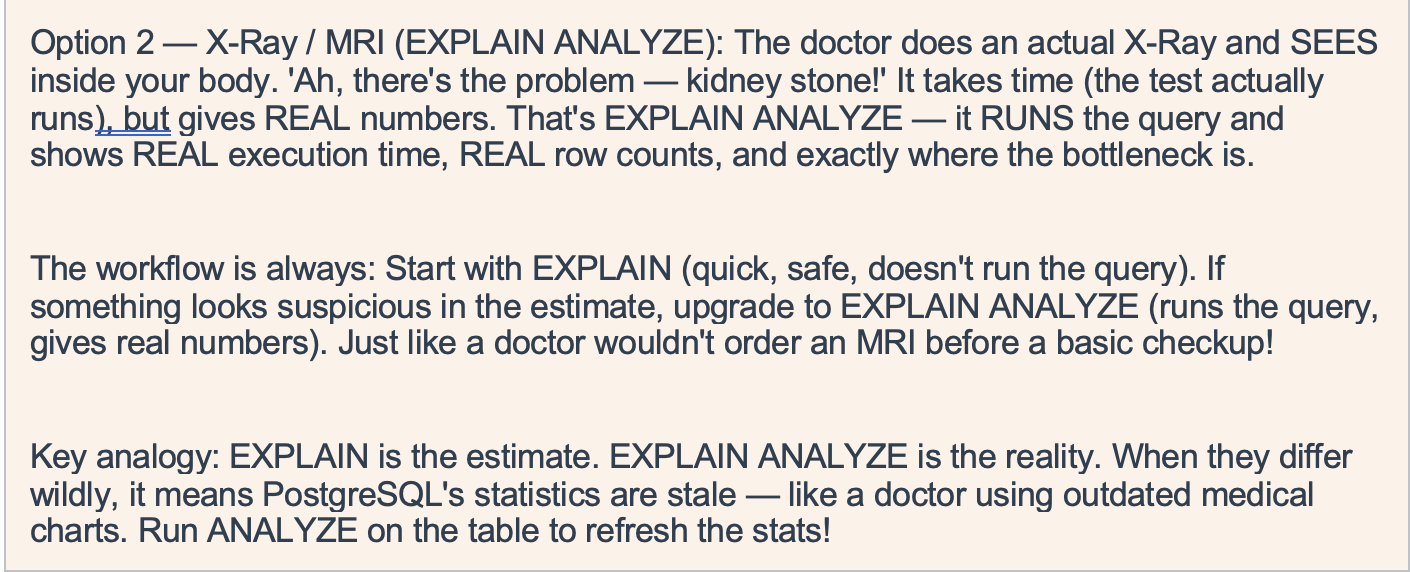 Option 2 — X-Ray / MRI (EXPLAIN ANALYZE): The doctor does an actual X-Ray and SEES
inside your body. 'Ah, there's the problem — kidney stone!' It takes time (the test actually
runs), but gives REAL numbers. That's EXPLAIN ANALYZE — it RUNS the query and
shows REAL execution time, REAL row counts, and exactly where the bottleneck is.
The workflow is always: Start with EXPLAIN (quick, safe, doesn't run the query). If
something looks suspicious in the estimate, upgrade to EXPLAIN ANALYZE (runs the query,
gives real numbers). Just like a doctor wouldn't order an MRI before a basic checkup!
Key analogy: EXPLAIN is the estimate. EXPLAIN ANALYZE is the reality. When they differ
wildly, it means PostgreSQL's statistics are stale — like a doctor using outdated medical
charts. Run ANALYZE on the table to refresh the stats!